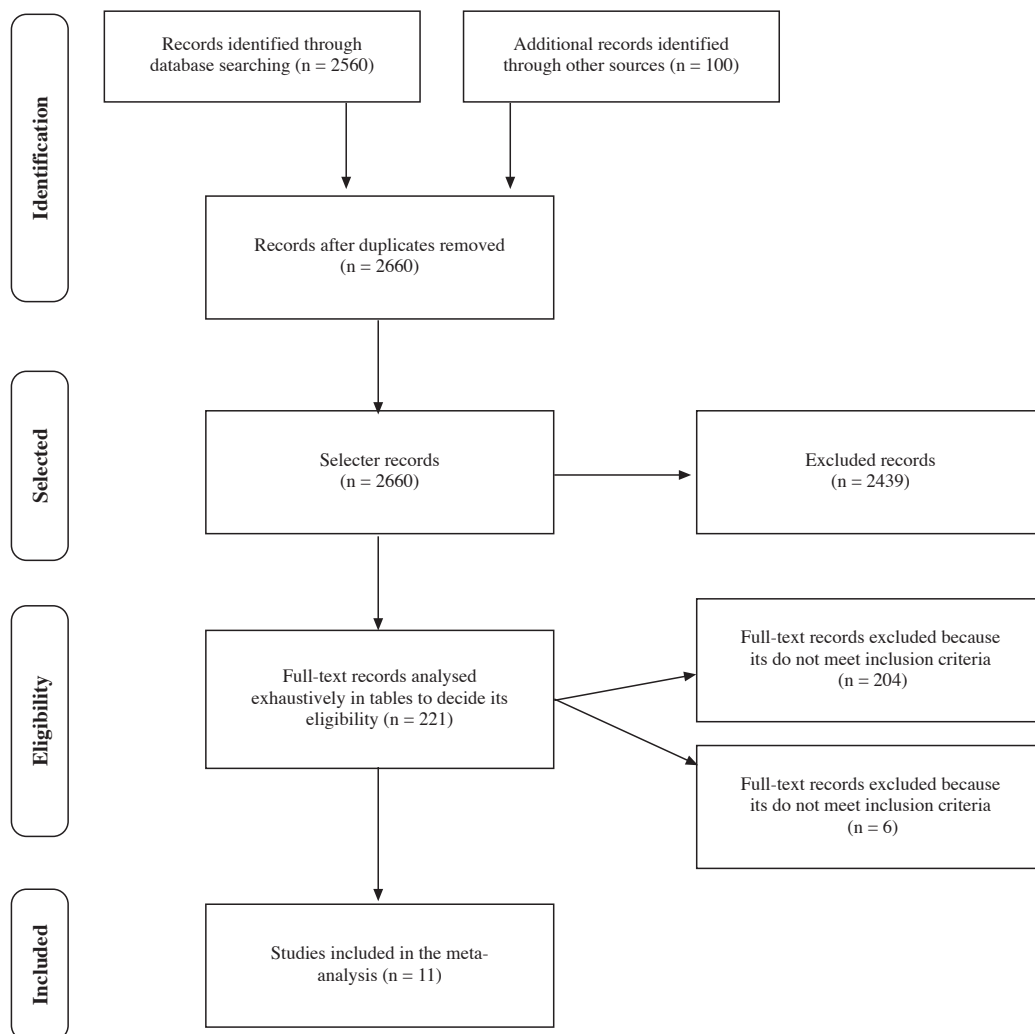 Identification
Records identified through
database searching (n = 2560)
Additional records identified
through other sources (n = 100)
Records after duplicates removed
(n = 2660)
Selected
Selecter records
(n = 2660)
Excluded records
(n = 2439)
Eligibility
Full-text records analysed
exhaustively in tables to decide its
eligibility (n = 221)
Full-text records excluded because
its do not meet inclusion criteria
(n = 204)
Full-text records excluded because
its do not meet inclusion criteria
(n = 6)
Included
Studies included in the meta-
analysis (n = 11)